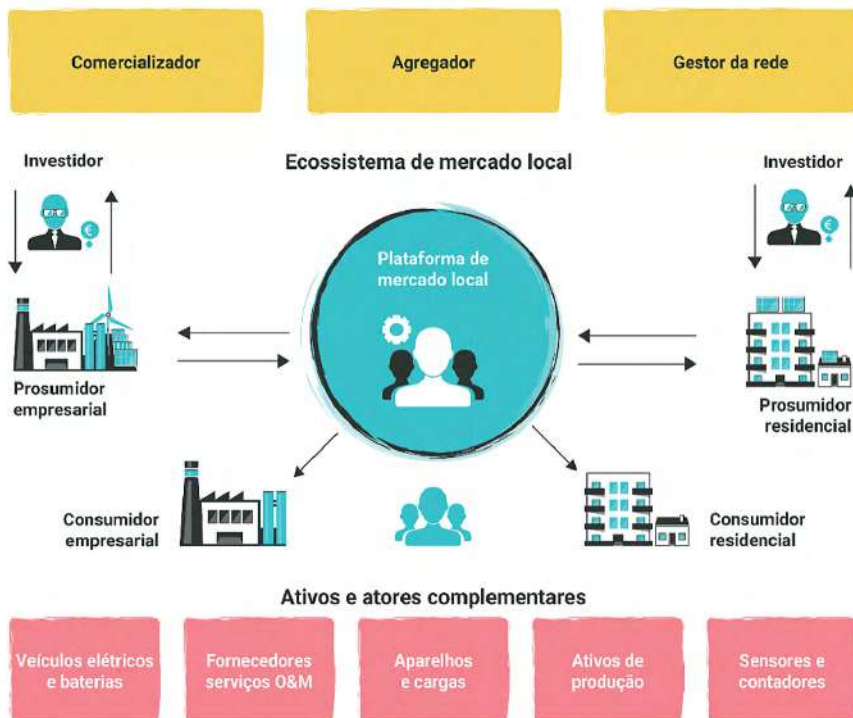 Comercializador
Agregador
Gestor da rede
Investidor
Ecossistema de mercado local
Investidor
€
€
Plataforma de
mercado local
Prosumidor
empresarial
Prosumidor
residencial
Consumidor
empresarial
Consumidor
residencial
Ativos e atores complementares
Veículos elétricos
e baterias
Fornecedores
serviços O&M
Aparelhos
e cargas
Ativos de
produção
Sensores e
contadores